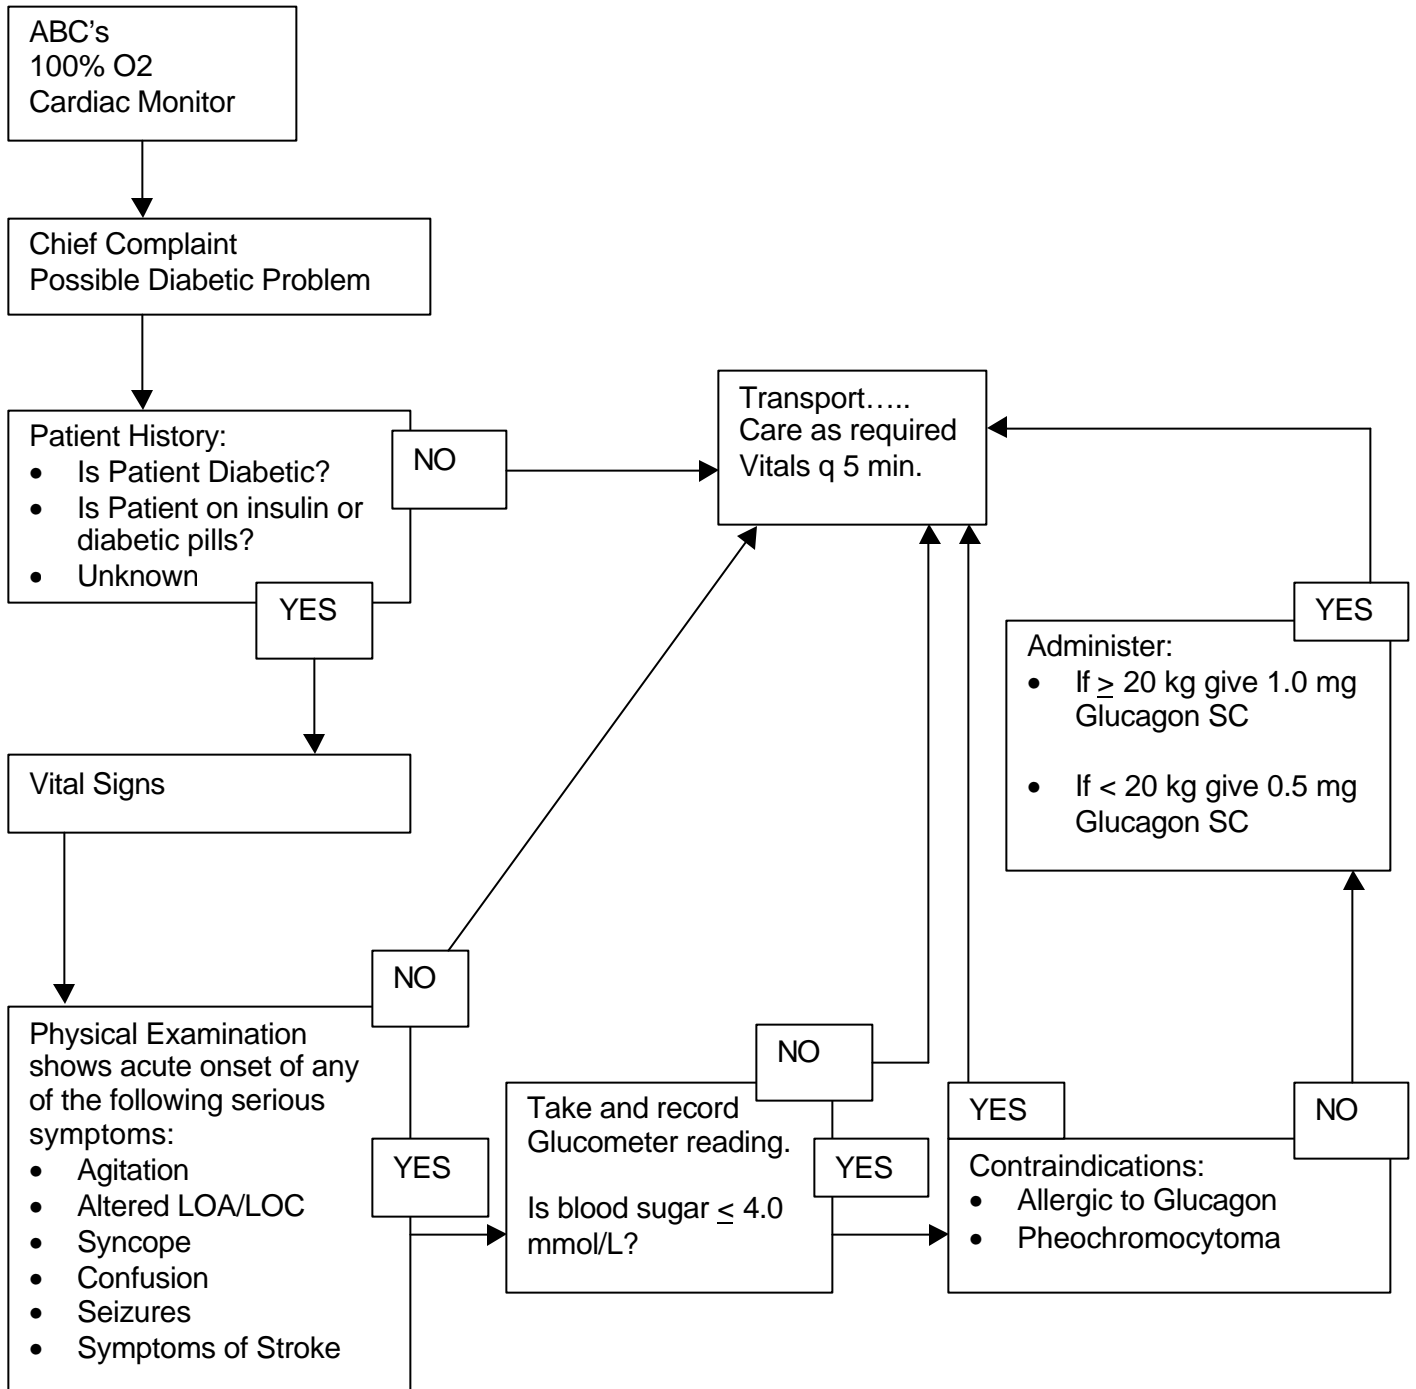 ABC's
100% O2
Cardiac Monitor
Chief Complaint
Possible Diabetic Problem
Patient History:
• Is Patient Diabetic?
• Is Patient on insulin or
diabetic pills?
• Unknown
NO
YES
Transport…..
Care as required
Vitals q 5 min.
Vital Signs
YES
Administer:
• If ≥ 20 kg give 1.0 mg
Glucagon SC
• If < 20 kg give 0.5 mg
Glucagon SC
NO
Physical Examination
shows acute onset of any
of the following serious
symptoms:
• Agitation
• Altered LOA/LOC
• Syncope
• Confusion
• Seizures
• Symptoms of Stroke
YES
NO
Take and record
Glucometer reading.
Is blood sugar ≤ 4.0
mmol/L?
YES
YES
NO
Contraindications:
• Allergic to Glucagon
• Pheochromocytoma